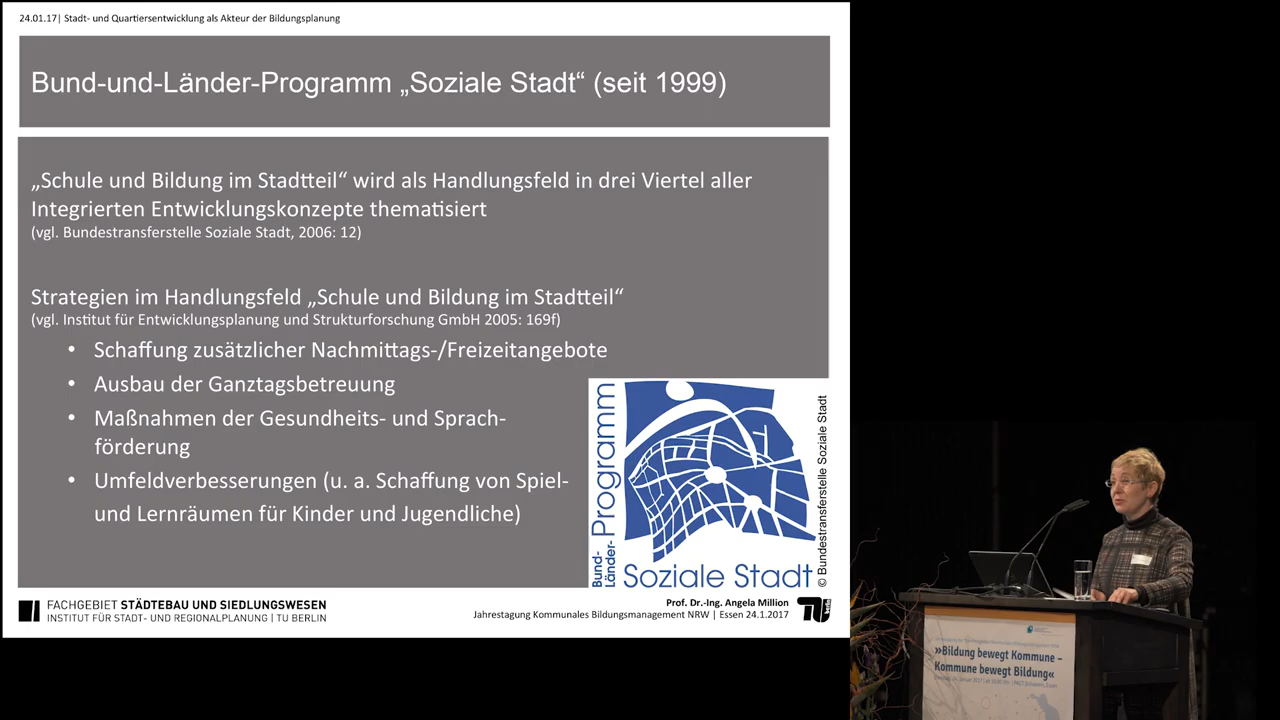 24.01.17| Stadt- und Quartiersentwicklung als Akteur der Bildungsplanung
Bund-und-Länder-Programm „Soziale Stadt“ (seit 1999)
„Schule und Bildung im Stadtteil“ wird als Handlungsfeld in drei Viertel aller
Integrierten Entwicklungskonzepte thematisiert
(vgl. Bundestransferstelle Soziale Stadt, 2006: 12)
Strategien im Handlungsfeld „Schule und Bildung im Stadtteil“
(vgl. Institut für Entwicklungsplanung und Strukturforschung GmbH 2005: 169f)
• Schaffung zusätzlicher Nachmittags-/Freizeitangebote
• Ausbau der Ganztagsbetreuung
• Maßnahmen der Gesundheits- und Sprach-
förderung
• Umfeldverbesserungen (u. a. Schaffung von Spiel-
und Lernräumen für Kinder und Jugendliche)
Bund-
Länder-
Programm
Soziale Stadt
© Bundestransferstelle Soziale Stadt
FACHGEBIET STÄDTEBAU UND SIEDLUNGSWESEN
INSTITUT FÜR STADT- UND REGIONALPLANUNG | TU BERLIN
Prof. Dr.-Ing. Angela Million
Jahrestagung Kommunales Bildungsmanagement NRW | Essen 24.1.2017
»Bildung bewegt Kommune –
Kommune bewegt Bildung«